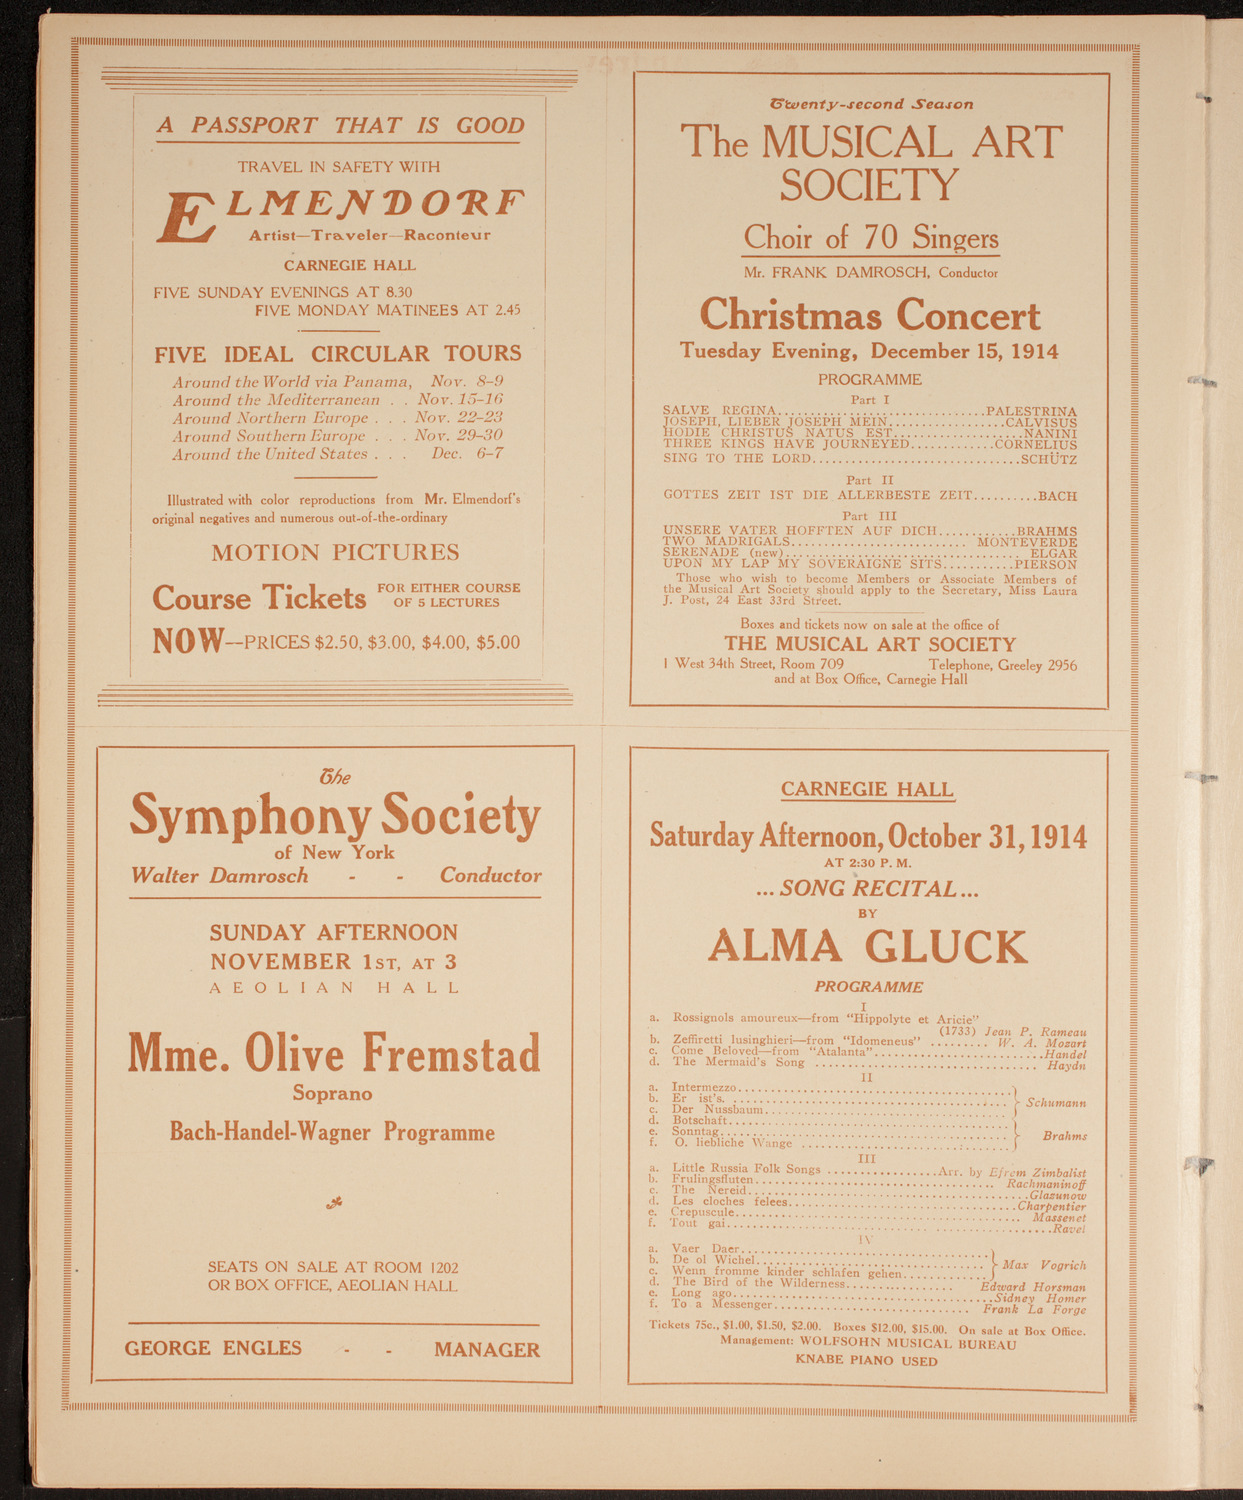 A PASSPORT THAT IS GOOD
TRAVEL IN SAFETY WITH
ELMENDORF
Artist—Traveler—Raconteur
CARNEGIE HALL
FIVE SUNDAY EVENINGS AT 8.30
FIVE MONDAY MATINEES AT 2.45
FIVE IDEAL CIRCULAR TOURS
Around the World via Panama, Nov. 8-9
Around the Mediterranean . . Nov. 15-16
Around Northern Europe . . . Nov. 22-23
Around Southern Europe . . . Nov. 29-30
Around the United States . . . Dec. 6-7
Illustrated with color reproductions from Mr. Elmendorf's
original negatives and numerous out-of-the-ordinary
MOTION PICTURES
Course Tickets FOR EITHER COURSE
OF 5 LECTURES
NOW—PRICES $2.50, $3.00, $4.00, $5.00
Twenty-second Season
The MUSICAL ART
SOCIETY
Choir of 70 Singers
Mr. FRANK DAMROSCH, Conductor
Christmas Concert
Tuesday Evening, December 15, 1914
PROGRAMME
Part I
SALVE REGINA...............................PALESTRINA
JOSEPH, LIEBER JOSEPH MEIN..................CALVISUS
HODIE CHRISTUS NATUS EST....................NANINI
THREE KINGS HAVE JOURNEYED.............CORNELIUS
SING TO THE LORD................................SCHÜTZ
Part II
GOTTES ZEIT IST DIE ALLERBESTE ZEIT..........BACH
Part III
UNSERE VATER HOFFTEN AUF DICH............BRAHMS
TWO MADRIGALS........................... MONTEVERDE
SERENADE (new)..................................... ELGAR
UPON MY LAP MY SOVERAIGNE SITS...........PIERSON
Those who wish to become Members or Associate Members of
the Musical Art Society should apply to the Secretary, Miss Laura
J. Post, 24 East 33rd Street.
Boxes and tickets now on sale at the office of
THE MUSICAL ART SOCIETY
1 West 34th Street, Room 709 Telephone, Greeley 2956
and at Box Office, Carnegie Hall
The
Symphony Society
of New York
Walter Damrosch - - Conductor
SUNDAY AFTERNOON
NOVEMBER 1ST, AT 3
AEOLIAN HALL
Mme. Olive Fremstad
Soprano
Bach-Handel-Wagner Programme
SEATS ON SALE AT ROOM 1202
OR BOX OFFICE, AEOLIAN HALL
GEORGE ENGLES - - MANAGER
CARNEGIE HALL
Saturday Afternoon, October 31, 1914
AT 2:30 P. M.
... SONG RECITAL ...
BY
ALMA GLUCK
PROGRAMME
I
a. Rossignols amoureux—from "Hippolyte et Aricie"
(1733) Jean P. Rameau
b. Zeffiretti lusinghieri—from "Idomeneus" ......... W. A. Mozart
c. Come Beloved—from "Atalanta"..........................Handel
d. The Mermaid's Song ................................... Haydn
II
a. Intermezzo..........................................
b. Er ist's. .......................................... Schumann
c. Der Nussbaum.....................................
d. Botschaft...........................................
e. Sonntag............................................ Brahms
f. O. liebliche Wange ................................
III
a. Little Russia Folk Songs .................Arr. by Efrem Zimbalist
b. Frulingsfluten..................................... Rachmaninoff
c. The Nereid...........................................Glazunow
d. Les cloches felees...................................Charpentier
e. Crepuscule............................................ Massenet
f. Tout gai..................................................Ravel
IV
a. Vaer Daer.......................................
b. De ol Wichel................................... Max Vogrich
c. Wenn fromme kinder schlafen gehen.............
d. The Bird of the Wilderness................ Edward Horsman
e. Long ago........................................Sidney Homer
f. To a Messenger.............................. Frank La Forge
Tickets 75c., $1.00, $1.50, $2.00. Boxes $12.00, $15.00. On sale at Box Office.
Management: WOLFSOHN MUSICAL BUREAU
KNABE PIANO USED